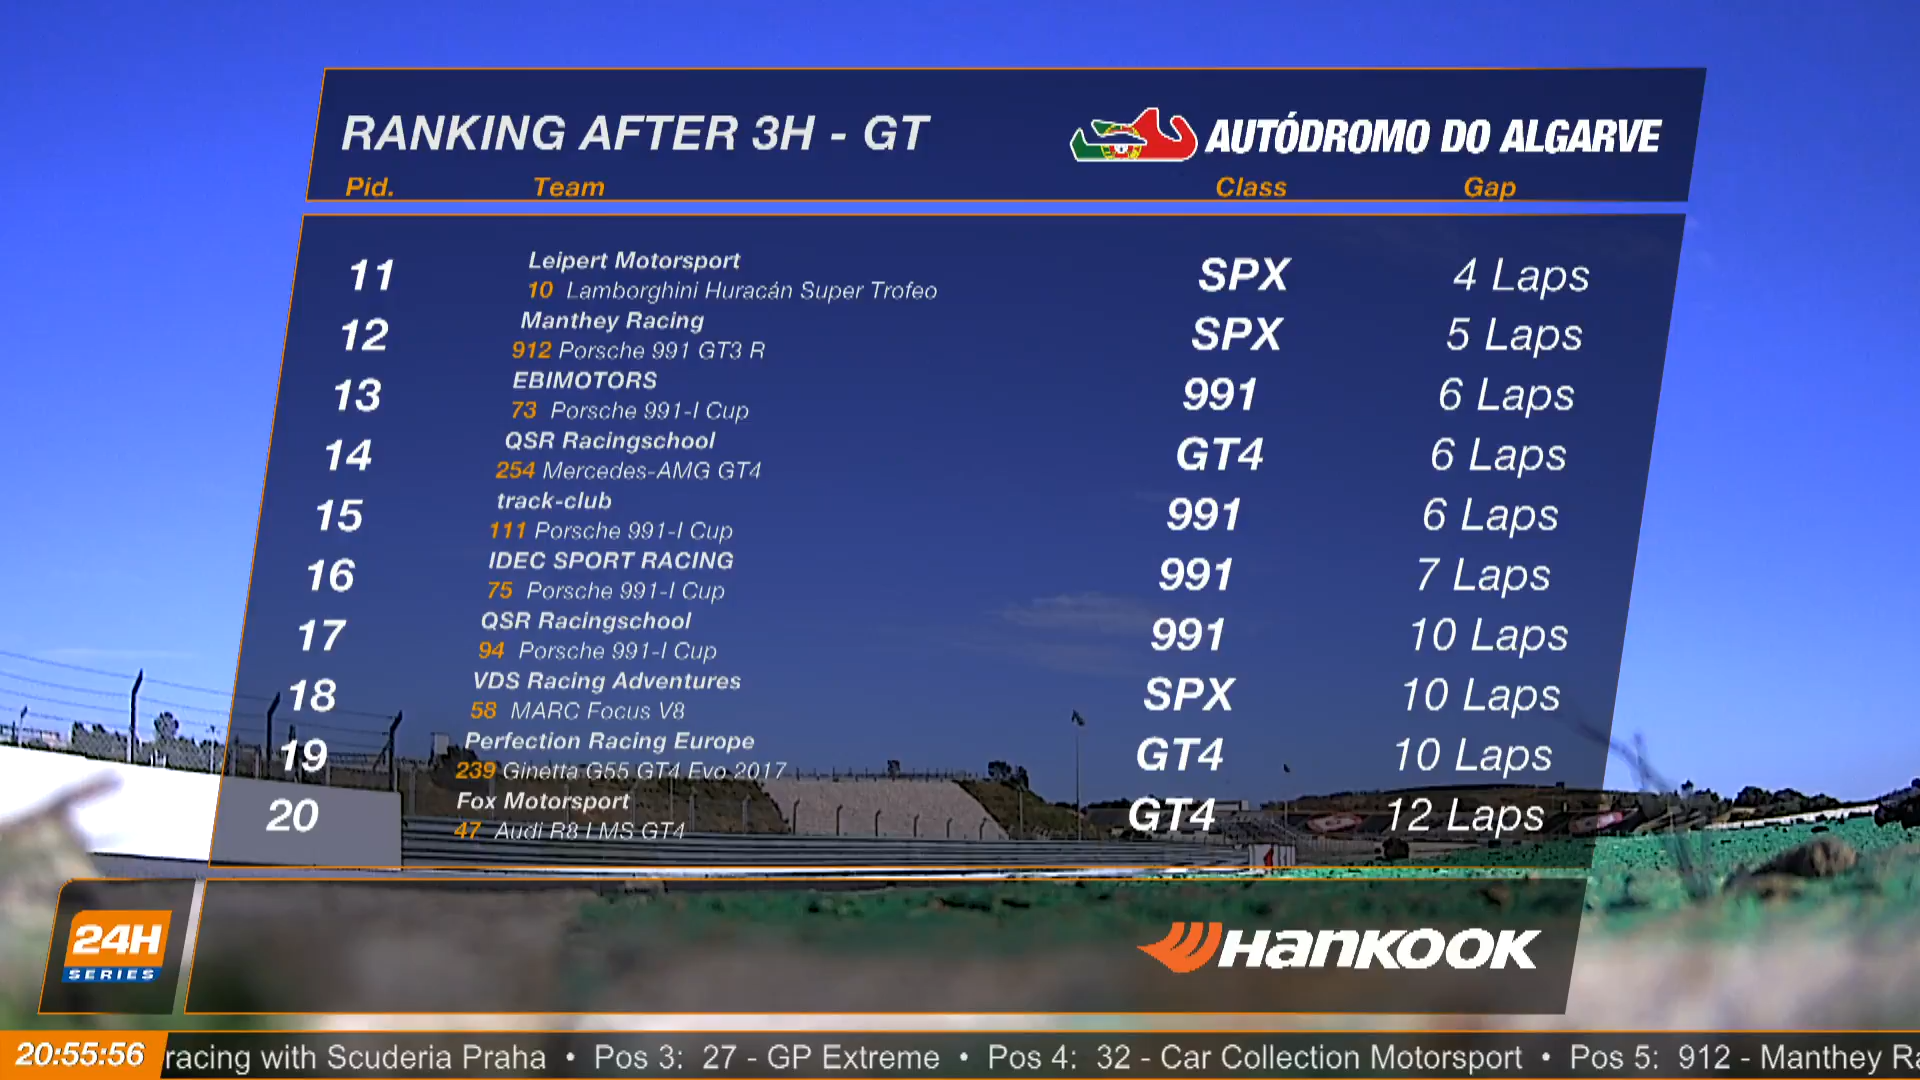 RANKING AFTER 3H - GT
AUTÓDROMO DO ALGARVE
Pid. Team Class Gap
11 Leipert Motorsport SPX 4 Laps
10 Lamborghini Huracán Super Trofeo
12 Manthey Racing SPX 5 Laps
912 Porsche 991 GT3 R
13 EBIMOTORS 991 6 Laps
73 Porsche 991-I Cup
14 QSR Racingschool GT4 6 Laps
254 Mercedes-AMG GT4
15 track-club 991 6 Laps
111 Porsche 991-I Cup
16 IDEC SPORT RACING 991 7 Laps
75 Porsche 991-I Cup
17 QSR Racingschool 991 10 Laps
94 Porsche 991-I Cup
18 VDS Racing Adventures SPX 10 Laps
58 MARC Focus V8
19 Perfection Racing Europe GT4 10 Laps
239 Ginetta G55 GT4 Evo 2017
20 Fox Motorsport GT4 12 Laps
47 Audi R8 LMS GT4
24H
SERIES
HANKOOK
20:55:56 racing with Scuderia Praha • Pos 3: 27 - GP Extreme • Pos 4: 32 - Car Collection Motorsport • Pos 5: 912 - Manthey Ra